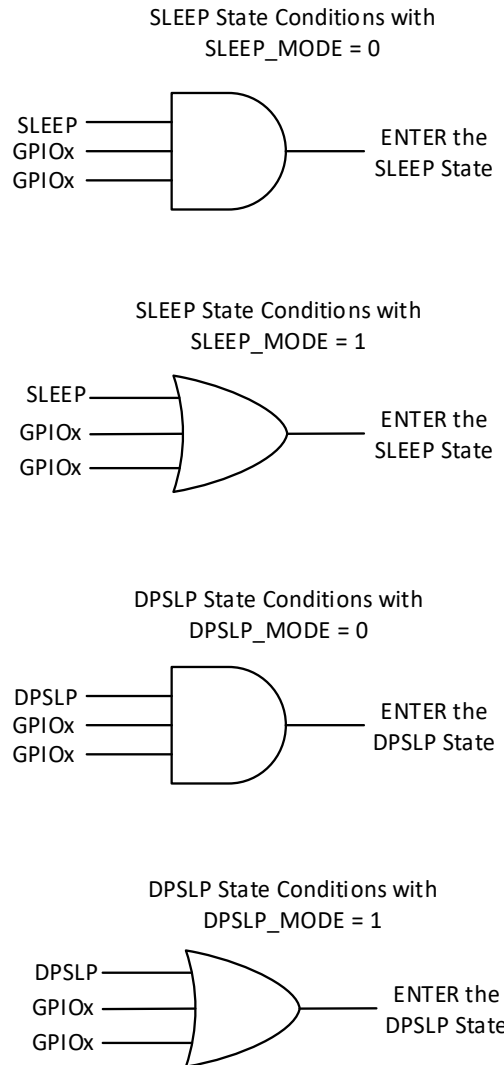 SLEEP State Conditions with
SLEEP_MODE = 0
SLEEP
GPIOx
GPIOx
ENTER the
SLEEP State
SLEEP State Conditions with
SLEEP_MODE = 1
SLEEP
GPIOx
GPIOx
ENTER the
SLEEP State
DPSLP State Conditions with
DPSLP_MODE = 0
DPSLP
GPIOx
GPIOx
ENTER the
DPSLP State
DPSLP State Conditions with
DPSLP_MODE = 1
DPSLP
GPIOx
GPIOx
ENTER the
DPSLP State